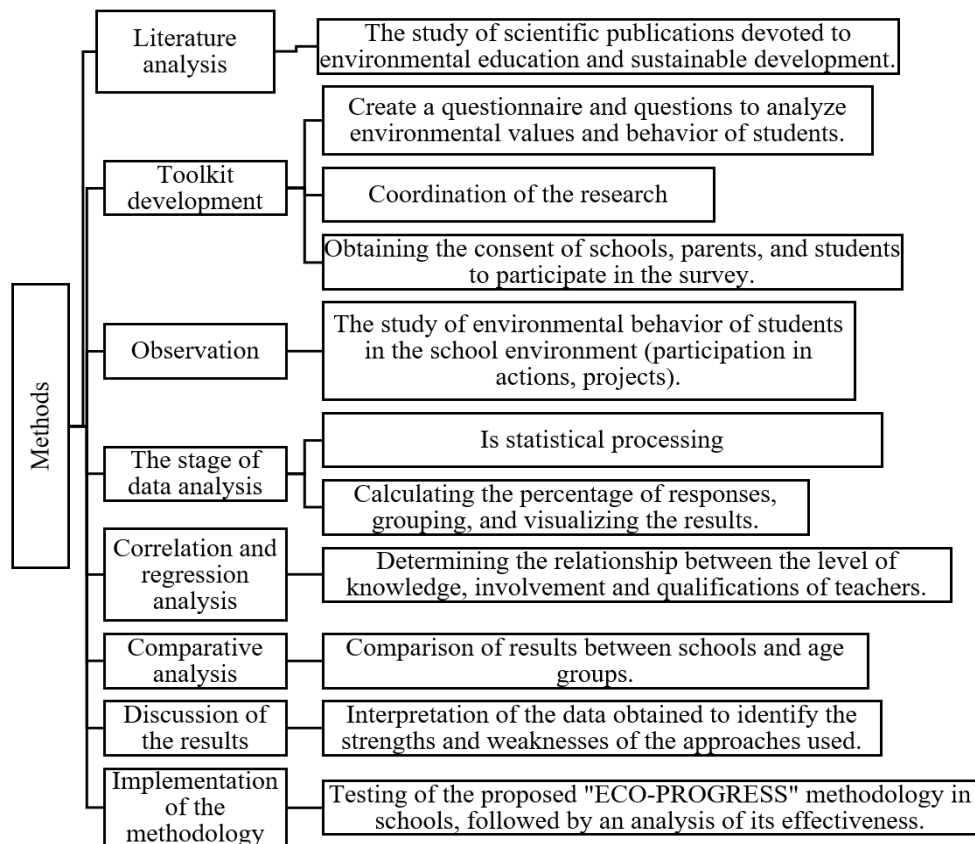 Methods
Literature
analysis
The study of scientific publications devoted to
environmental education and sustainable development.
Toolkit
development
Create a questionnaire and questions to analyze
environmental values and behavior of students.
Coordination of the research
Obtaining the consent of schools, parents, and students
to participate in the survey.
Observation
The study of environmental behavior of students
in the school environment (participation in
actions, projects).
The stage of
data analysis
Is statistical processing
Calculating the percentage of responses,
grouping, and visualizing the results.
Correlation and
regression
analysis
Determining the relationship between the level of
knowledge, involvement and qualifications of teachers.
Comparative
analysis
Comparison of results between schools and age
groups.
Discussion of
the results
Interpretation of the data obtained to identify the
strengths and weaknesses of the approaches used.
Implementation
of the
methodology
Testing of the proposed "ECO-PROGRESS" methodology in
schools, followed by an analysis of its effectiveness.